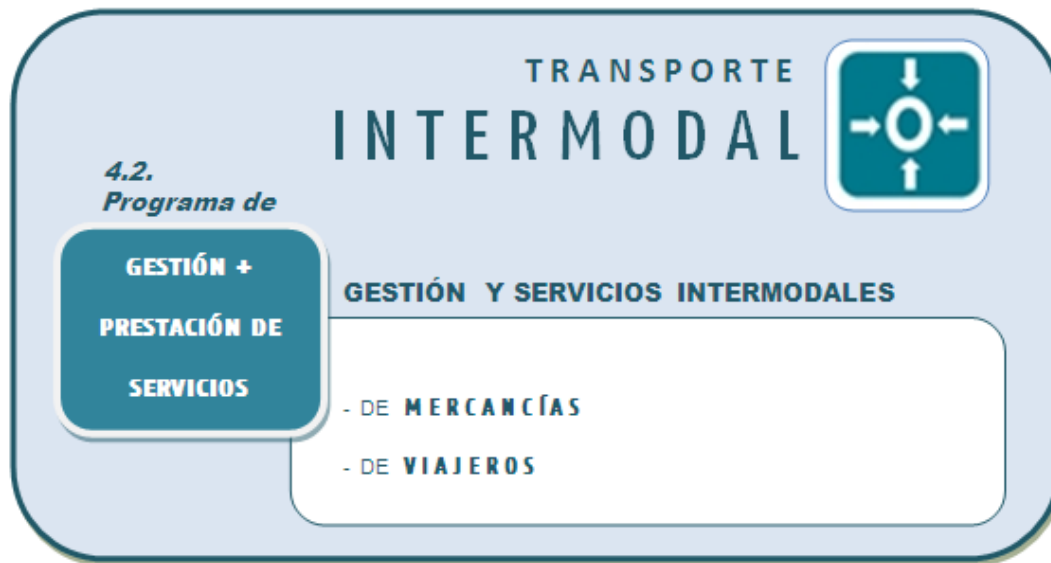 TRANSPORTE
INTERMODAL
4.2.
Programa de
GESTIÓN +
PRESTACIÓN DE
SERVICIOS
GESTIÓN Y SERVICIOS INTERMODALES
- DE MERCANCÍAS
- DE VIAJEROS